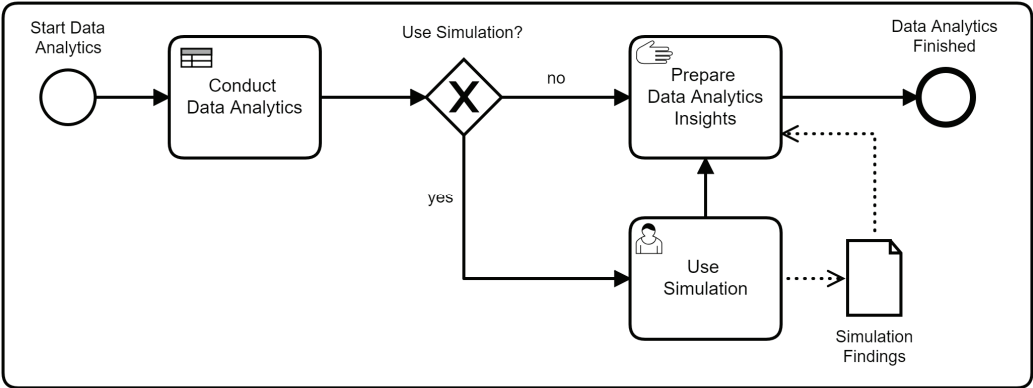 Start Data
Analytics
Conduct
Data Analytics
Use Simulation?
no
yes
Prepare
Data Analytics
Insights
Data Analytics
Finished
Use
Simulation
Simulation
Findings